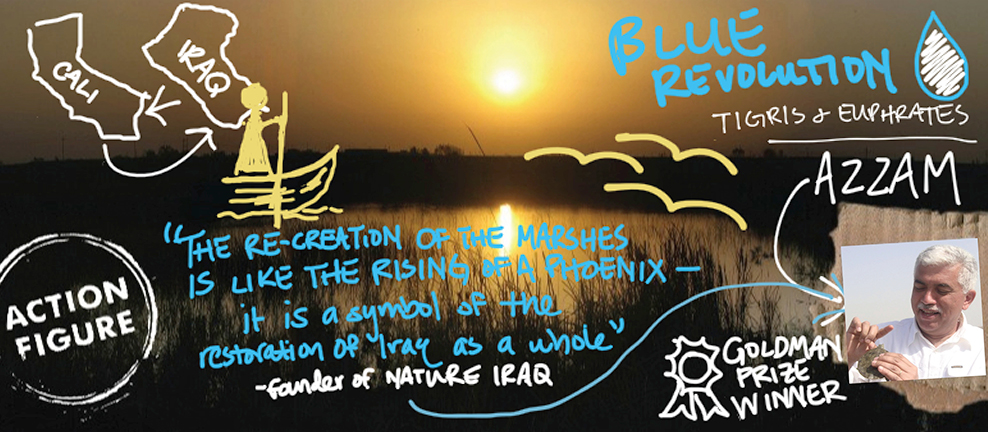 CALI
IRAQ
BLUE
REVOLUTION
TIGRIS & EUPHRATES
AZZAM
"THE RE-CREATION OF THE MARSHES
IS LIKE THE RISING OF A PHOENIX —
it is a symbol of the
restoration of Iraq as a whole"
-founder of NATURE IRAQ
ACTION
FIGURE
GOLDMAN
PRIZE
WINNER